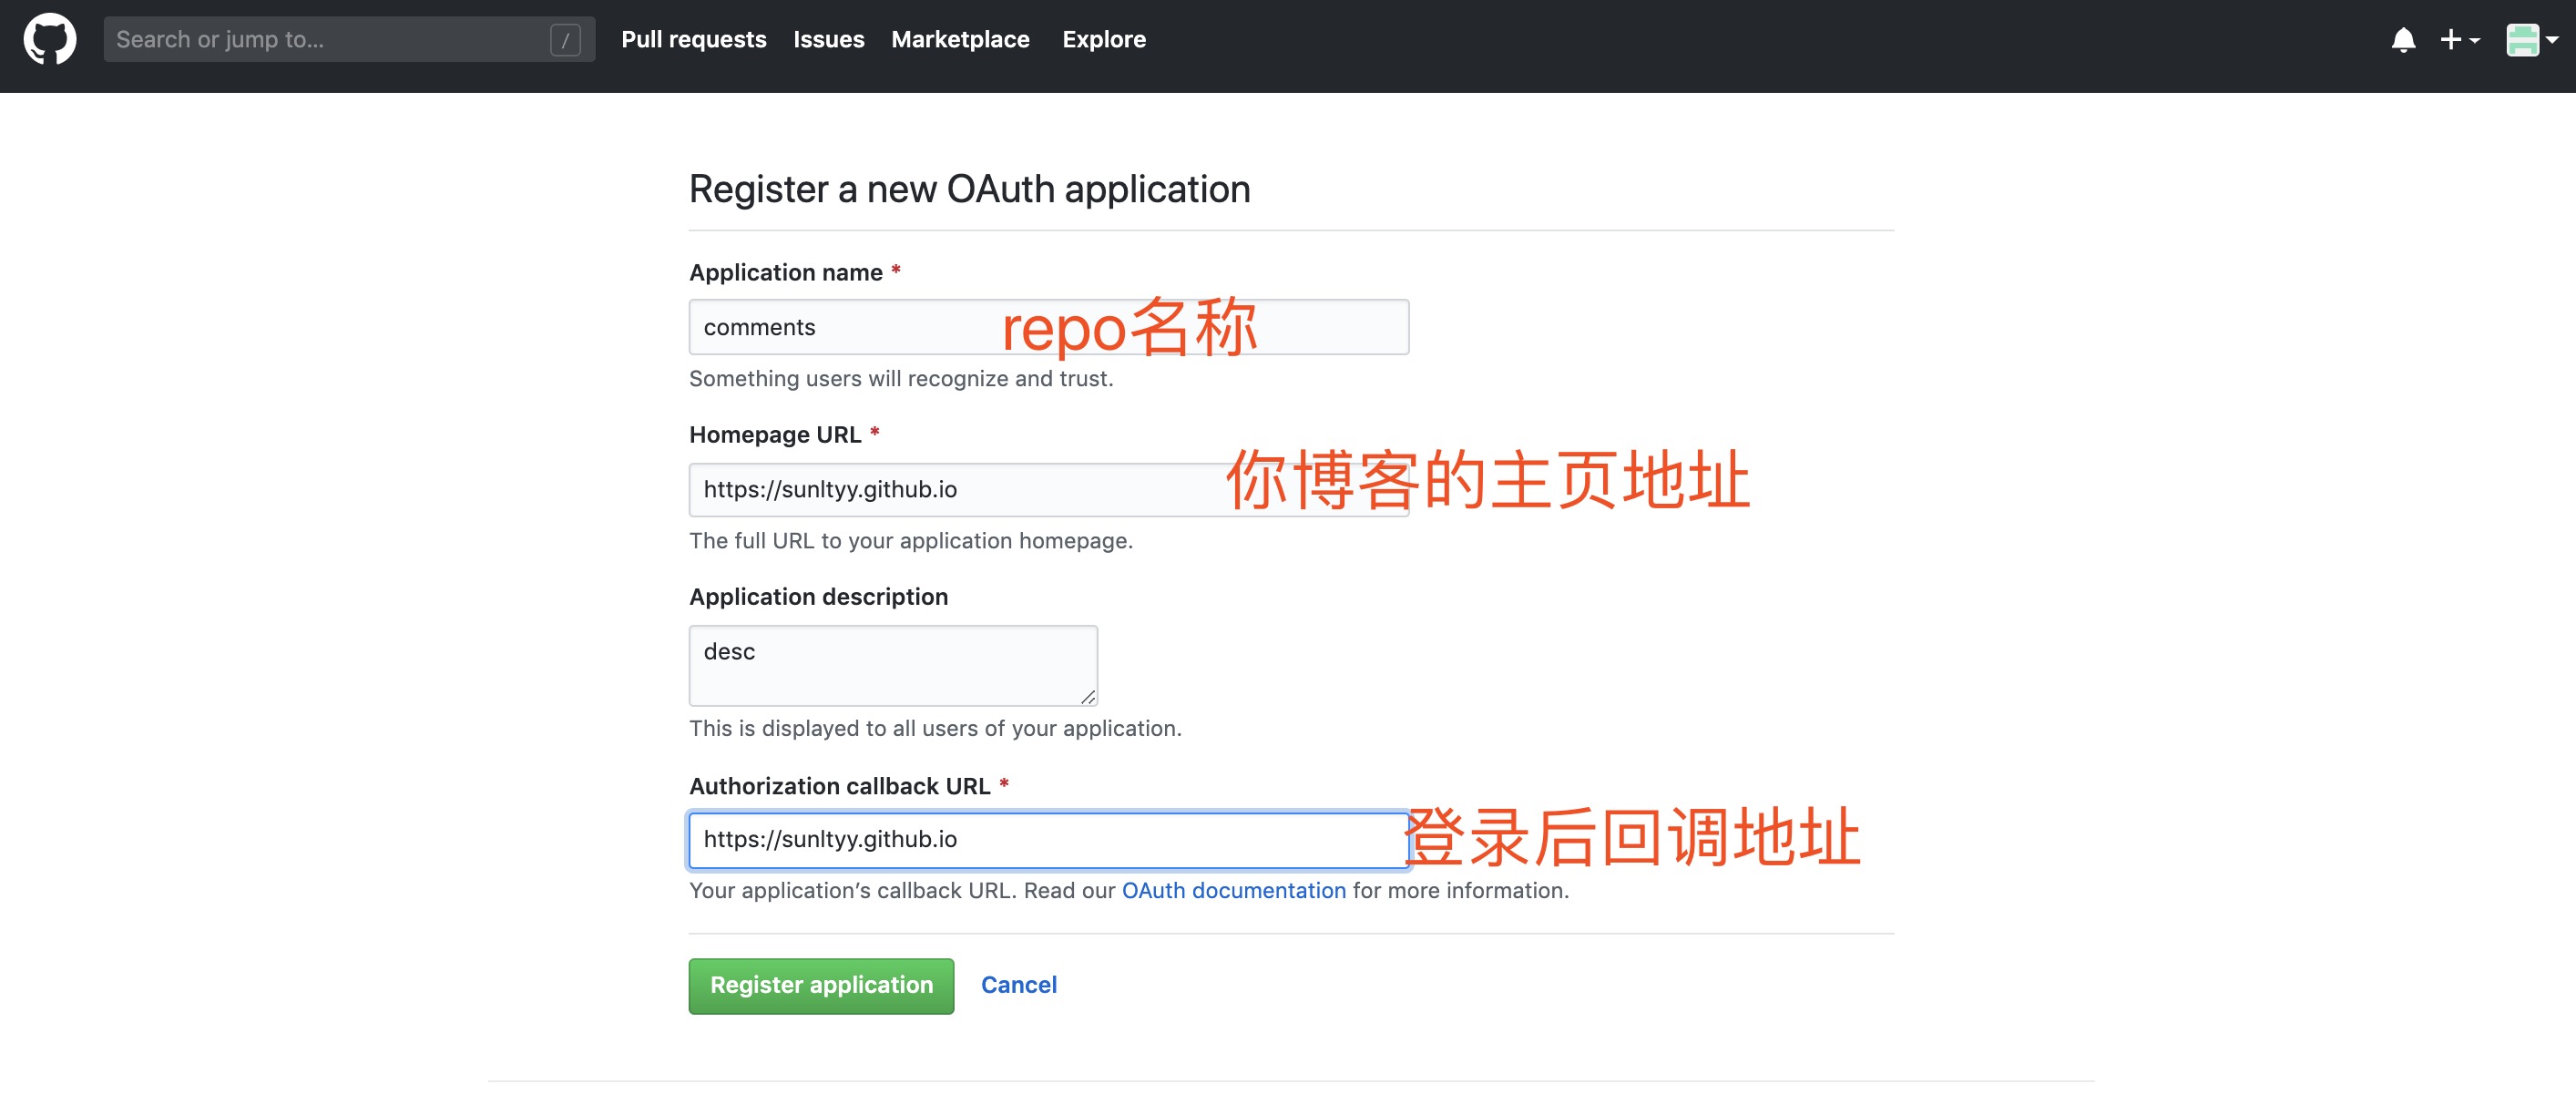 Search or jump to... /
Pull requests Issues Marketplace Explore
Register a new OAuth application
Application name *
comments repo名称
Something users will recognize and trust.
Homepage URL *
https://sunltyy.github.io 你博客的主页地址
The full URL to your application homepage.
Application description
desc
This is displayed to all users of your application.
Authorization callback URL *
https://sunltyy.github.io 登录后回调地址
Your application’s callback URL. Read our OAuth documentation for more information.
Register application Cancel